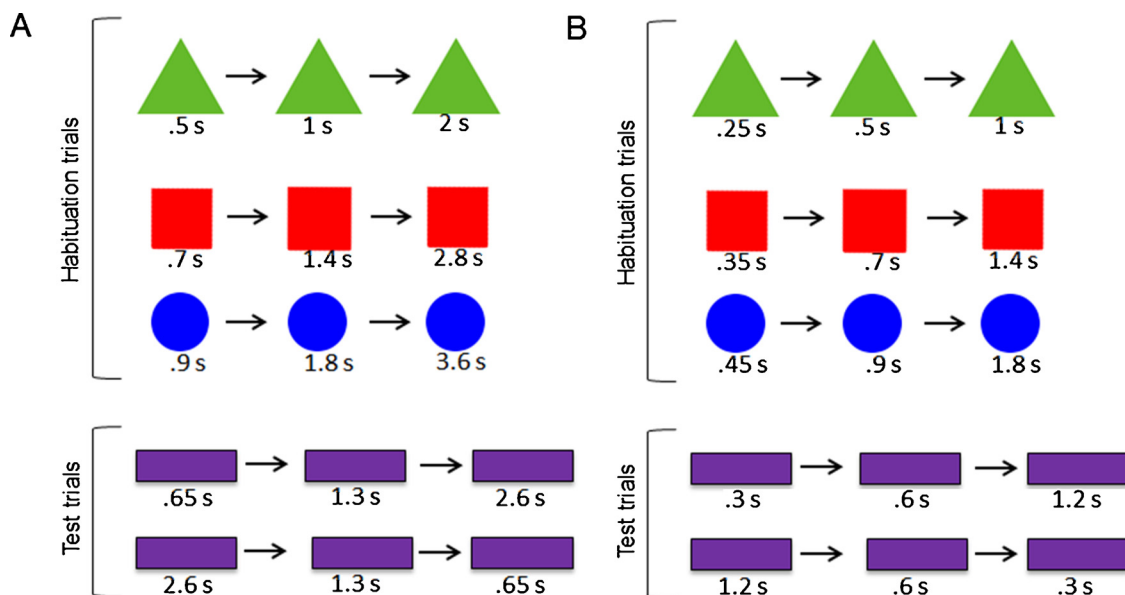 A
Habituation trials
.5 s 1 s 2 s
.7 s 1.4 s 2.8 s
.9 s 1.8 s 3.6 s
Test trials
.65 s 1.3 s 2.6 s
2.6 s 1.3 s .65 s
B
Habituation trials
.25 s .5 s 1 s
.35 s .7 s 1.4 s
.45 s .9 s 1.8 s
Test trials
.3 s .6 s 1.2 s
1.2 s .6 s .3 s